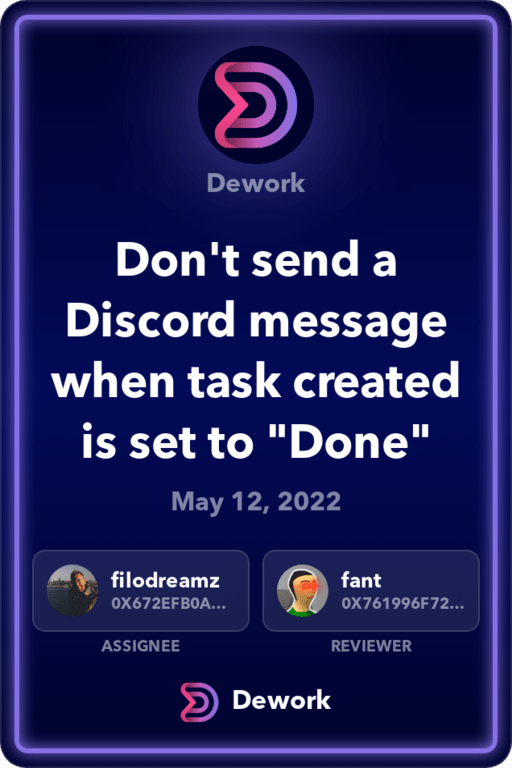 Dework
Don't send a
Discord message
when task created
is set to "Done"
May 12, 2022
filodreamz
0X672EFB0A...
fant
0X761996F72...
ASSIGNEE
REVIEWER
Dework